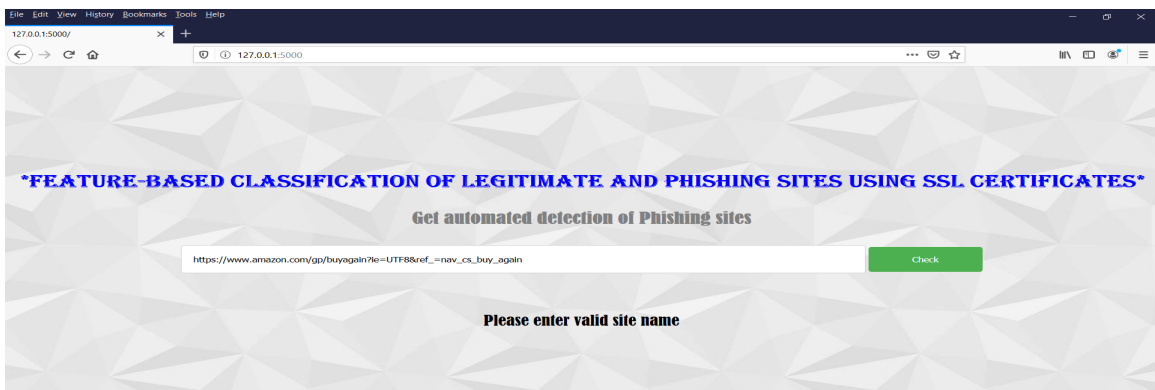 File Edit View History Bookmarks Tools Help
127.0.0.1:5000/
127.0.0.1:5000
*FEATURE-BASED CLASSIFICATION OF LEGITIMATE AND PHISHING SITES USING SSL CERTIFICATES*
Get automated detection of Phishing sites
https://www.amazon.com/gp/buyagain?ie=UTF8&ref_=nav_cs_buy_again Check
Please enter valid site name